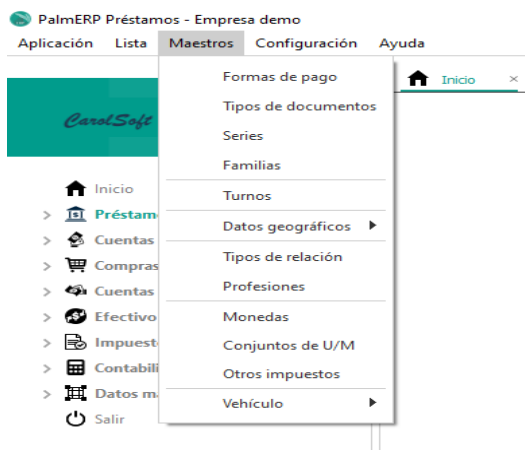 PalmERP Préstamos - Empresa demo
Aplicación Lista Maestros Configuración Ayuda
Inicio ×
CarolSoft
Formas de pago
Tipos de documentos
Series
Familias
Turnos
Datos geográficos
Tipos de relación
Profesiones
Monedas
Conjuntos de U/M
Otros impuestos
Vehículo
Inicio
Préstam
Cuentas
Compras
Cuentas
Efectivo
Impuest
Contabili
Datos m
Salir